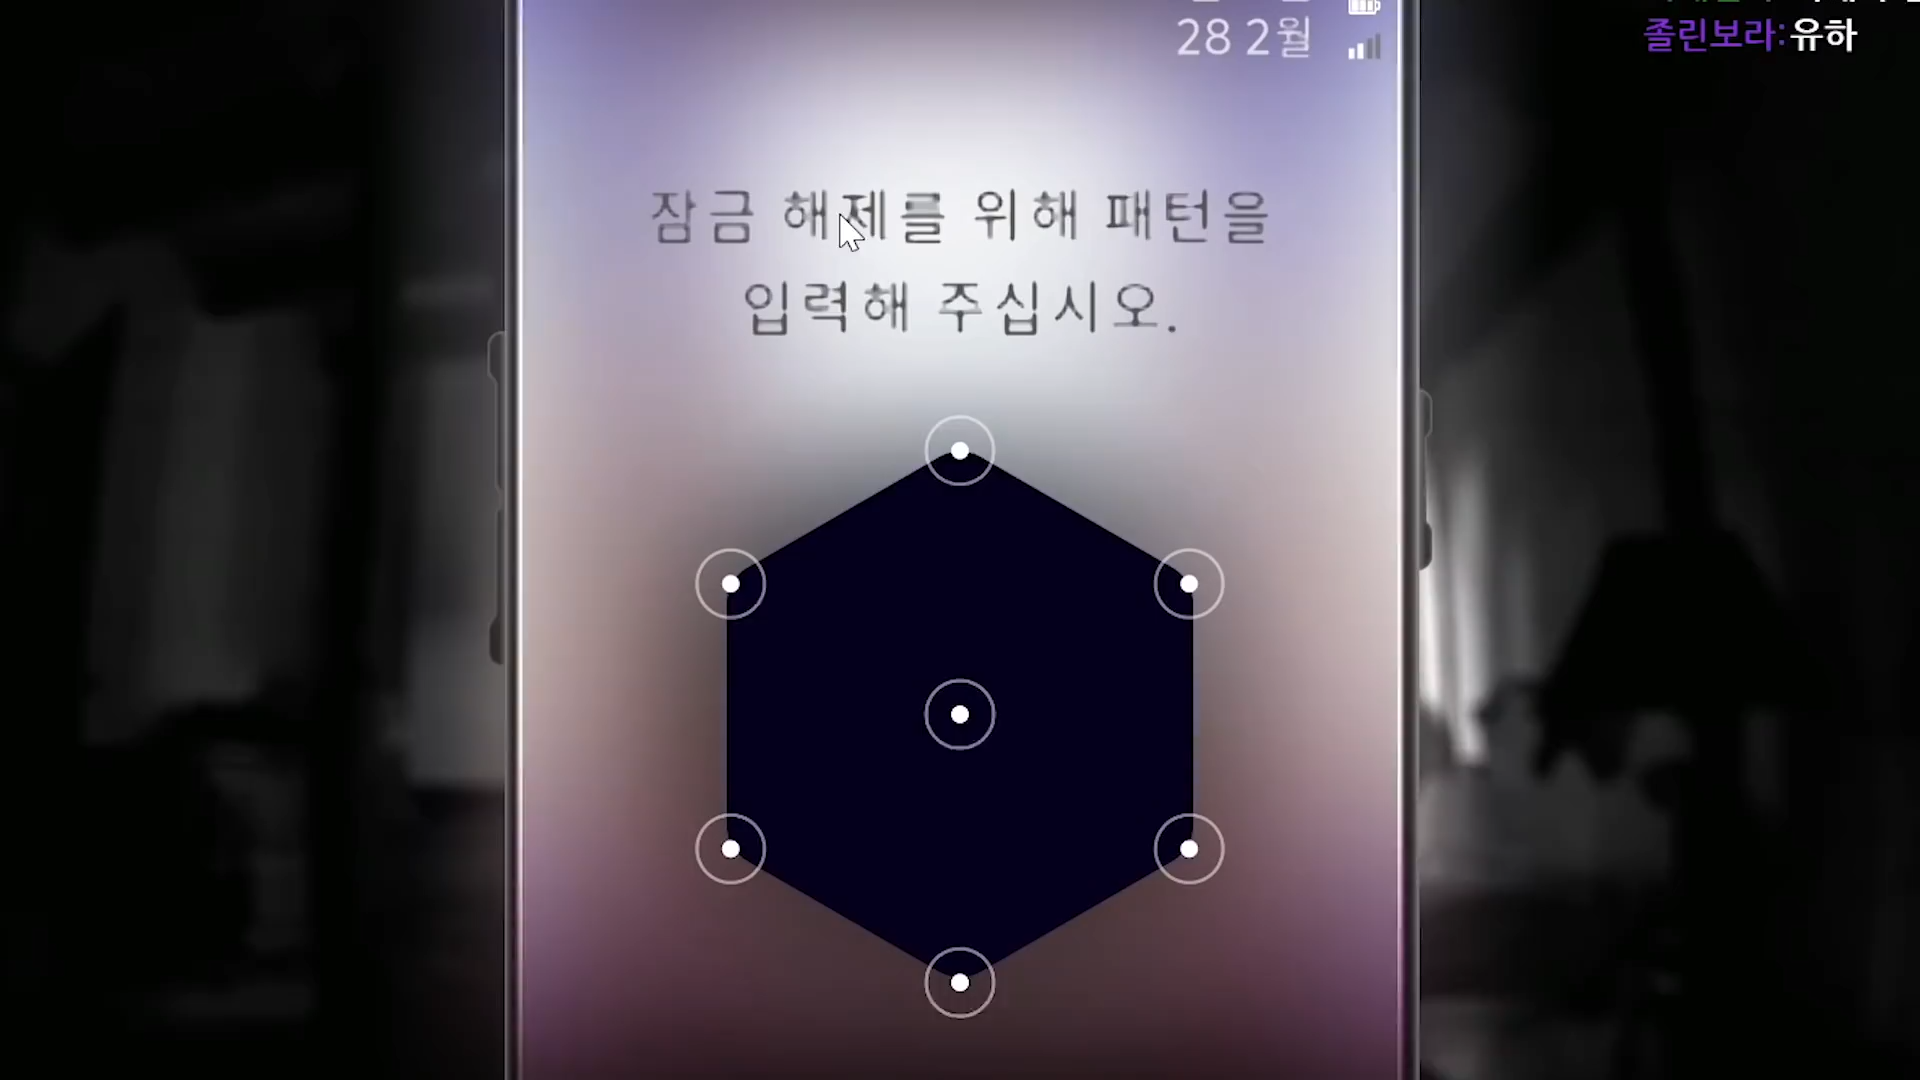 28 2월
졸린보라: 유하
잠금 해제를 위해 패턴을
입력해 주십시오.